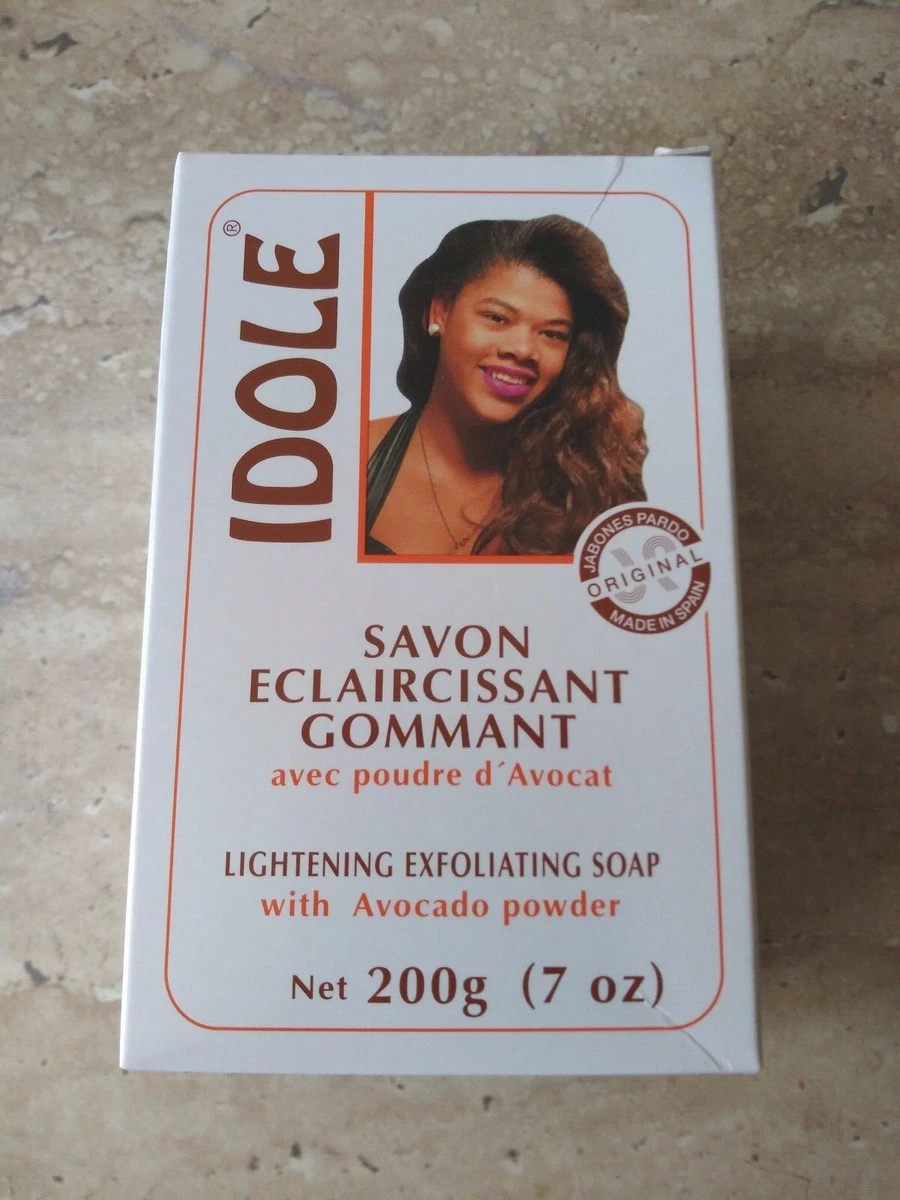 IDOLE®
JABONES PARDO
ORIGINAL
MADE IN SPAIN
SAVON
ECLAIRCISSANT
GOMMANT
avec poudre d´Avocat
LIGHTENING EXFOLIATING SOAP
with Avocado powder
Net 200g (7 oz)